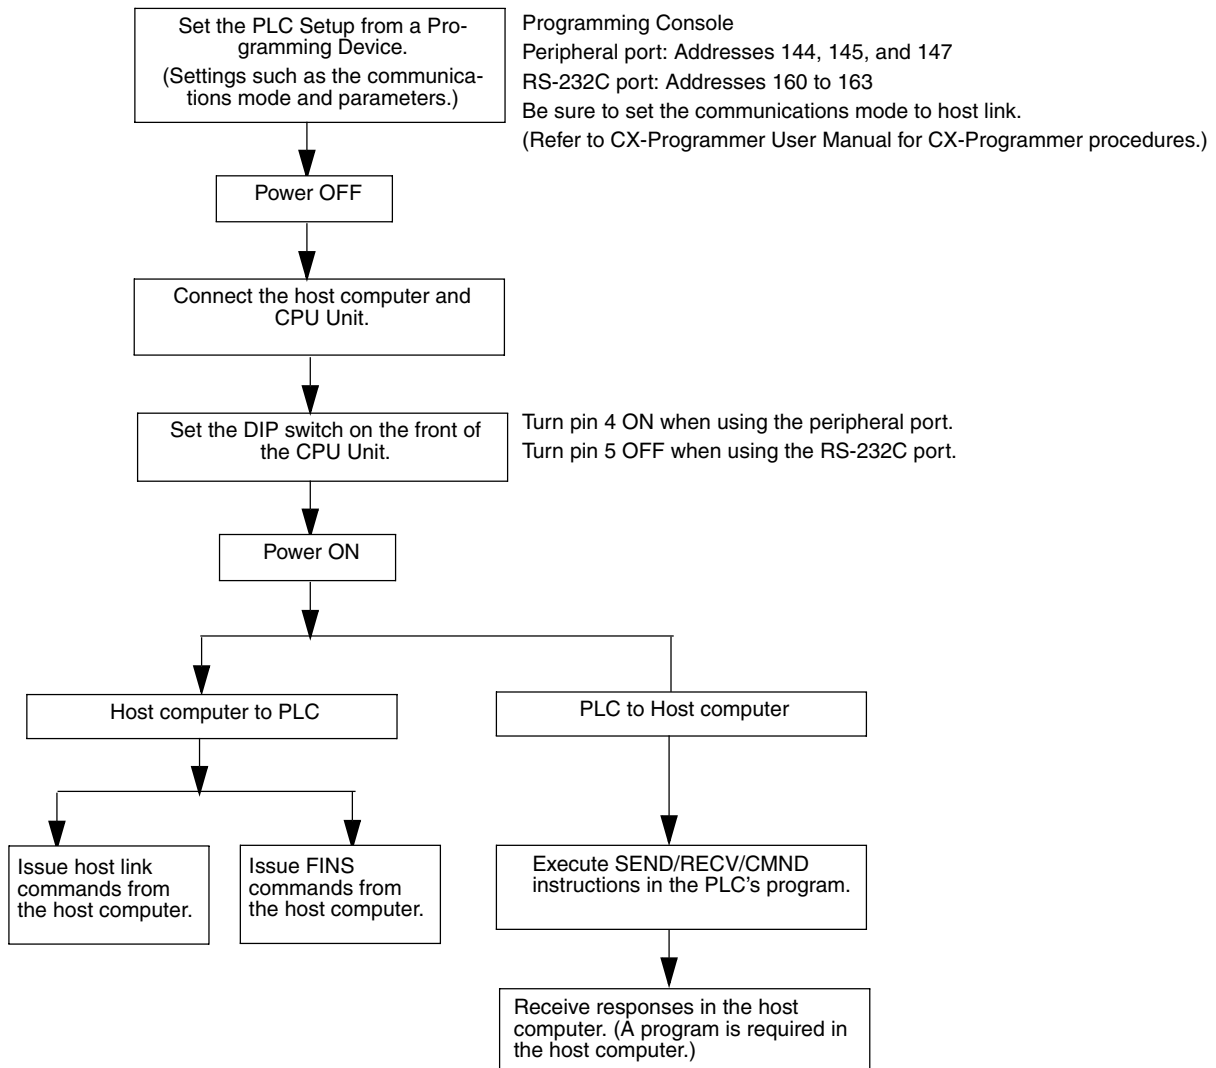 Set the PLC Setup from a Pro-
gramming Device.
(Settings such as the communica-
tions mode and parameters.)
Programming Console
Peripheral port: Addresses 144, 145, and 147
RS-232C port: Addresses 160 to 163
Be sure to set the communications mode to host link.
(Refer to CX-Programmer User Manual for CX-Programmer procedures.)
Power OFF
Connect the host computer and
CPU Unit.
Set the DIP switch on the front of
the CPU Unit.
Turn pin 4 ON when using the peripheral port.
Turn pin 5 OFF when using the RS-232C port.
Power ON
Host computer to PLC
PLC to Host computer
Issue host link
commands from
the host computer.
Issue FINS
commands from
the host computer.
Execute SEND/RECV/CMND
instructions in the PLC's program.
Receive responses in the host
computer. (A program is required in
the host computer.)